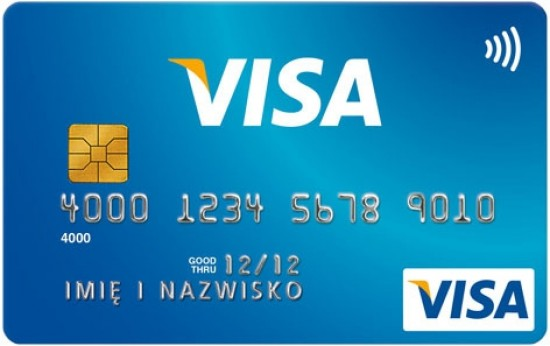 VISA
4000 1234 5678 9010
4000
GOOD THRU 12/12
IMIĘ I NAZWISKO
VISA